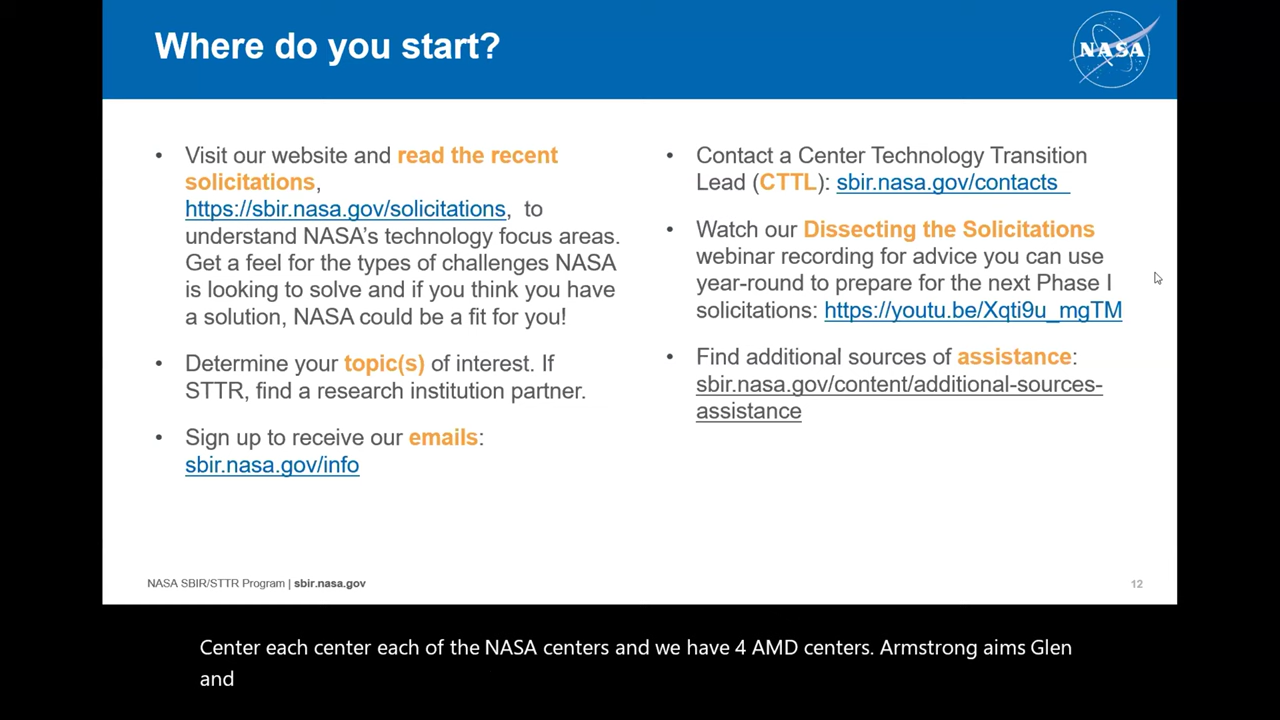 Where do you start?
NASA
• Visit our website and read the recent
solicitations,
https://sbir.nasa.gov/solicitations, to
understand NASA's technology focus areas.
Get a feel for the types of challenges NASA
is looking to solve and if you think you have
a solution, NASA could be a fit for you!
• Determine your topic(s) of interest. If
STTR, find a research institution partner.
• Sign up to receive our emails:
sbir.nasa.gov/info
• Contact a Center Technology Transition
Lead (CTTL): sbir.nasa.gov/contacts
• Watch our Dissecting the Solicitations
webinar recording for advice you can use
year-round to prepare for the next Phase I
solicitations: https://youtu.be/Xqti9u_mgTM
• Find additional sources of assistance:
sbir.nasa.gov/content/additional-sources-
assistance
NASA SBIR/STTR Program | sbir.nasa.gov
12
Center each center each of the NASA centers and we have 4 AMD centers. Armstrong aims Glen
and